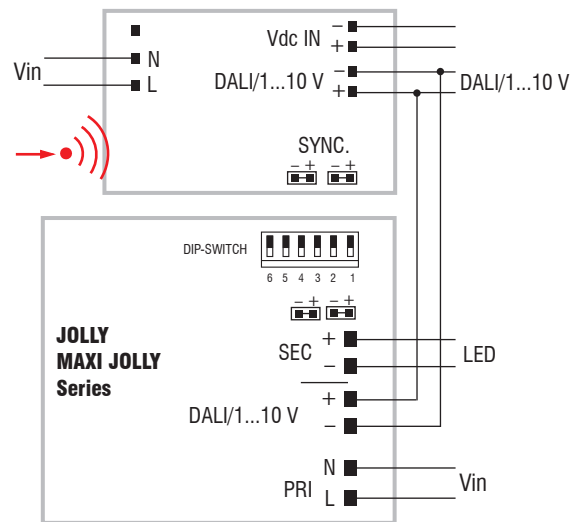 Vdc IN
–
+
N
Vin
L
DALI/1...10 V
–
+
DALI/1...10 V
SYNC.
– + – +
DIP-SWITCH
6 5 4 3 2 1
– + – +
JOLLY
MAXI JOLLY
Series
SEC
+
–
LED
DALI/1...10 V
+
–
PRI
N
L
Vin